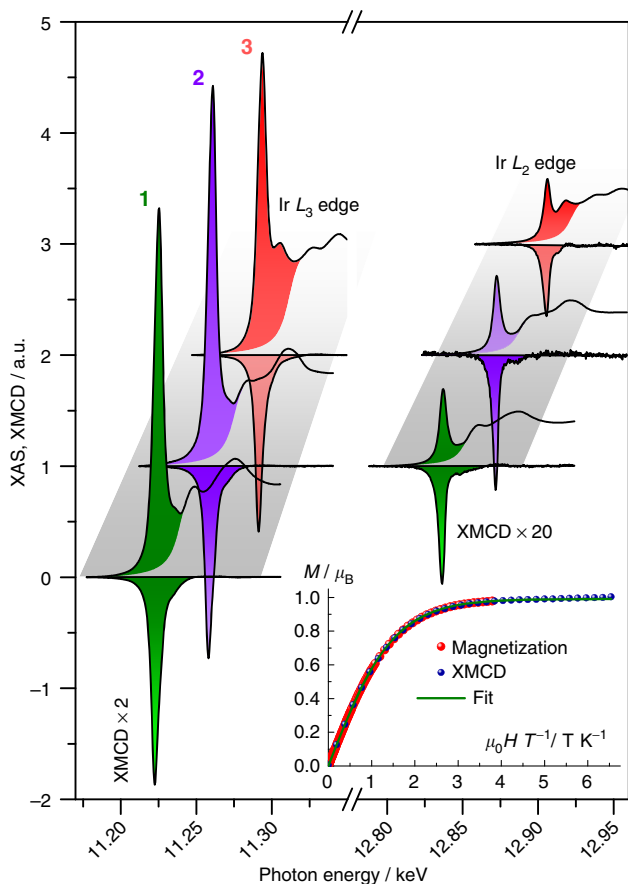 5
4
3
2
1
0
−1
−2
XAS, XMCD / a.u.
1
2
3
Ir L3 edge
Ir L2 edge
XMCD × 2
XMCD × 20
M / μB
1.0
0.8
0.6
0.4
0.2
0.0
Magnetization
XMCD
Fit
μ0H T−1/ T K−1
0 1 2 3 4 5 6
11.20 11.25 11.30 12.80 12.85 12.90 12.95
Photon energy / keV